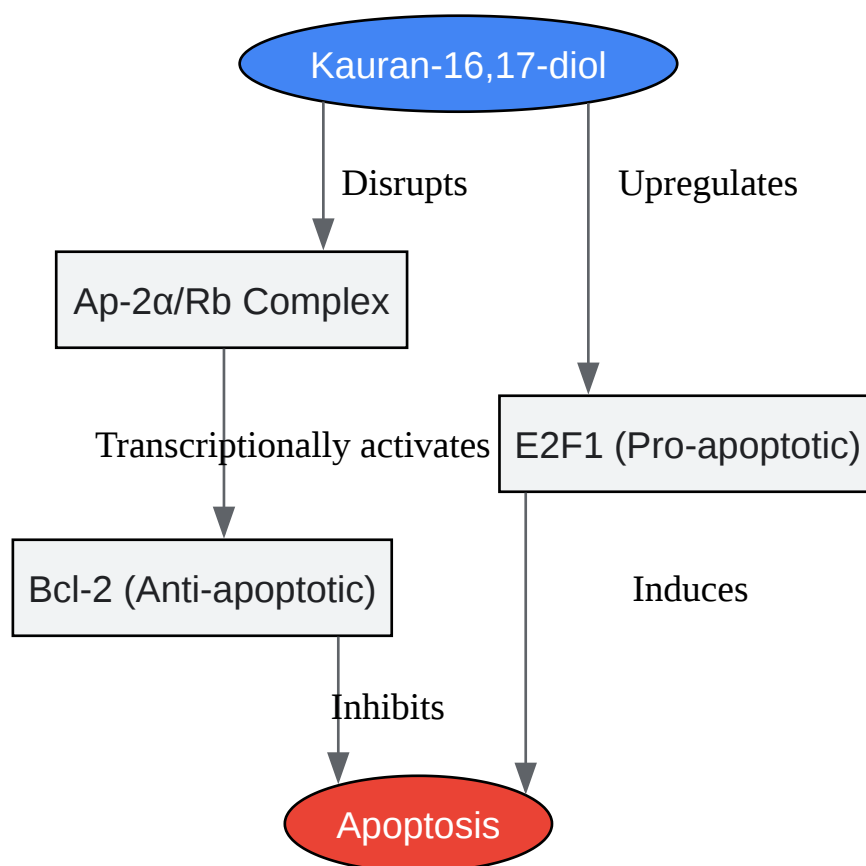 Kauran-16,17-diol
Disrupts
Upregulates
Ap-2α/Rb Complex
Transcriptionally activates
E2F1 (Pro-apoptotic)
Bcl-2 (Anti-apoptotic)
Induces
Inhibits
Apoptosis